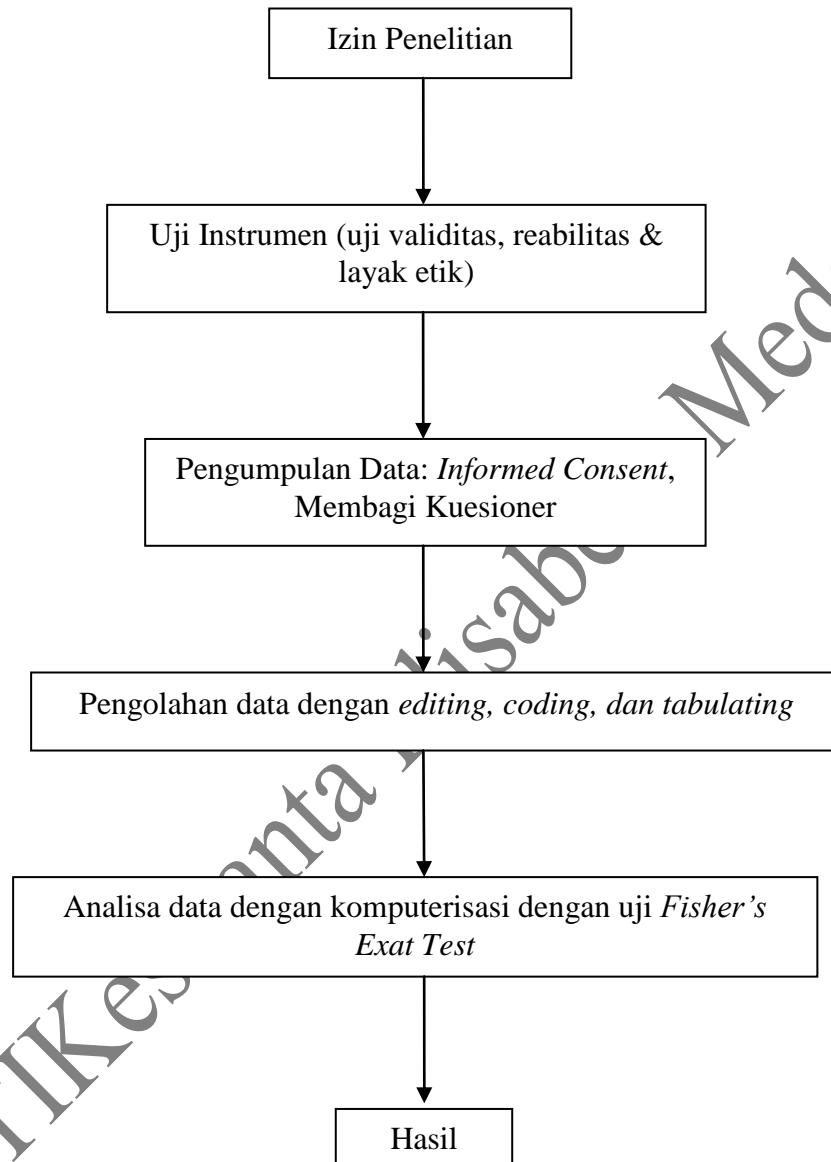 Izin Penelitian
Uji Instrumen (uji validitas, reabilitas &
layak etik)
Pengumpulan Data: Informed Consent,
Membagi Kuesioner
Pengolahan data dengan editing, coding, dan tabulating
Analisa data dengan komputerisasi dengan uji Fisher’s
Exat Test
Hasil